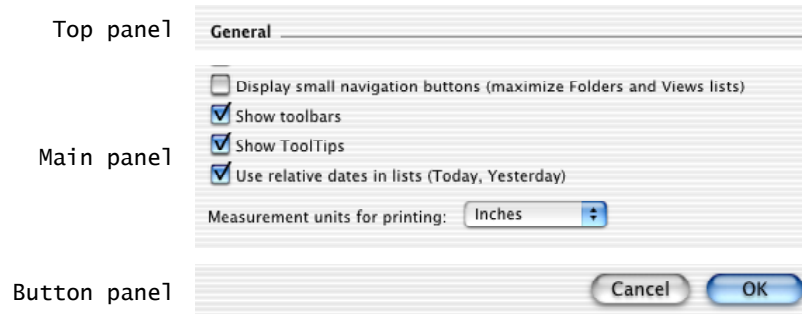 Top panel General
Display small navigation buttons (maximize Folders and Views lists)
Show toolbars
Show ToolTips
Main panel
Use relative dates in lists (Today, Yesterday)
Measurement units for printing: Inches
Button panel Cancel OK